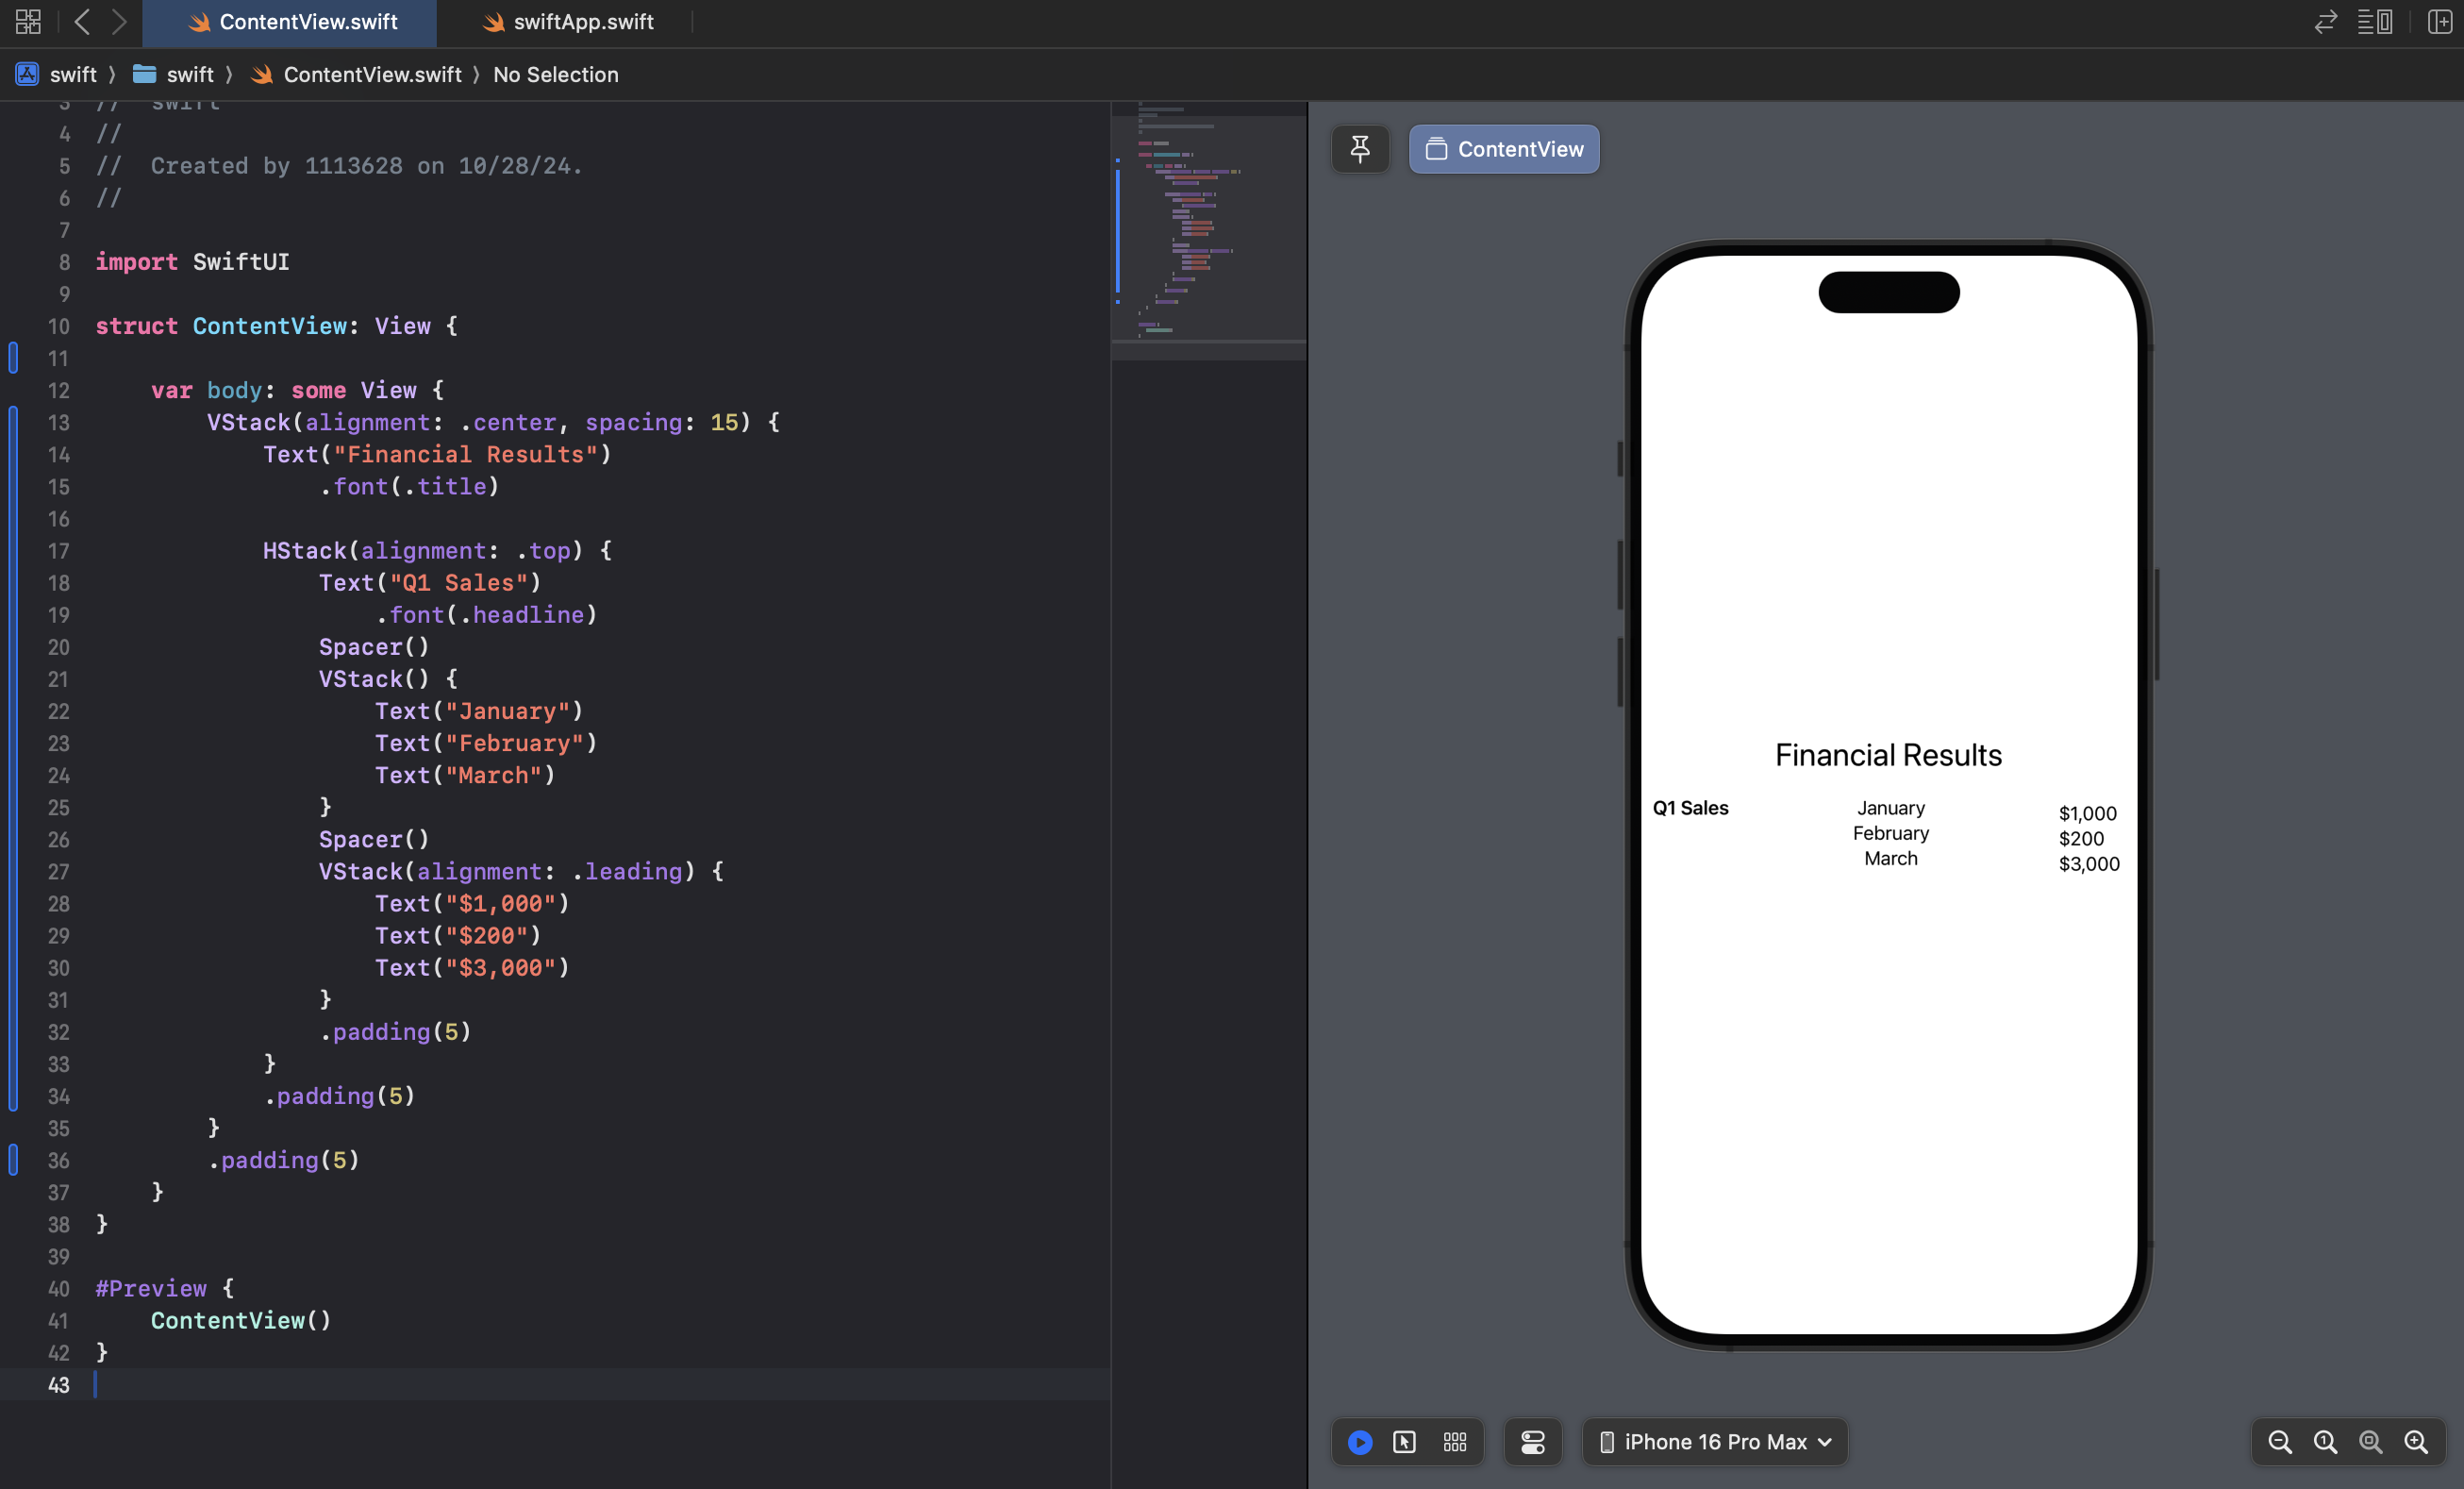 ContentView.swift
swiftApp.swift
swift 〉 swift 〉 ContentView.swift 〉 No Selection
3 // swift
4 //
5 // Created by 1113628 on 10/28/24.
6 //
7
8 import SwiftUI
9
10 struct ContentView: View {
11
12 var body: some View {
13 VStack(alignment: .center, spacing: 15) {
14 Text("Financial Results")
15 .font(.title)
16
17 HStack(alignment: .top) {
18 Text("Q1 Sales")
19 .font(.headline)
20 Spacer()
21 VStack() {
22 Text("January")
23 Text("February")
24 Text("March")
25 }
26 Spacer()
27 VStack(alignment: .leading) {
28 Text("$1,000")
29 Text("$200")
30 Text("$3,000")
31 }
32 .padding(5)
33 }
34 .padding(5)
35 }
36 .padding(5)
37 }
38 }
39
40 #Preview {
41 ContentView()
42 }
43
ContentView
Financial Results
Q1 Sales January $1,000
February $200
March $3,000
iPhone 16 Pro Max